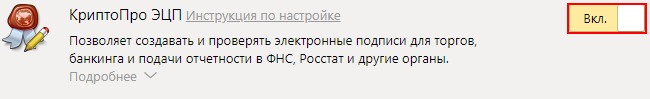 КриптоПро ЭЦП Инструкция по настройке Вкл.
Позволяет создавать и проверять электронные подписи для торгов,
банкинга и подачи отчетности в ФНС, Росстат и другие органы.
Подробнее